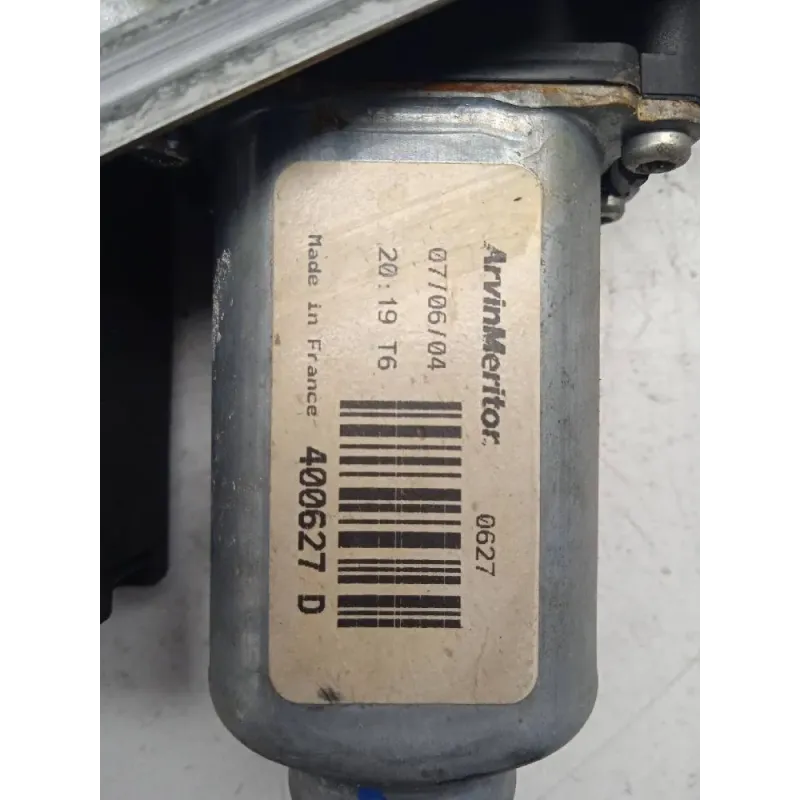 ArvinMeritor 0627
07/06/04
20:19 T6
Made in France 400627 D